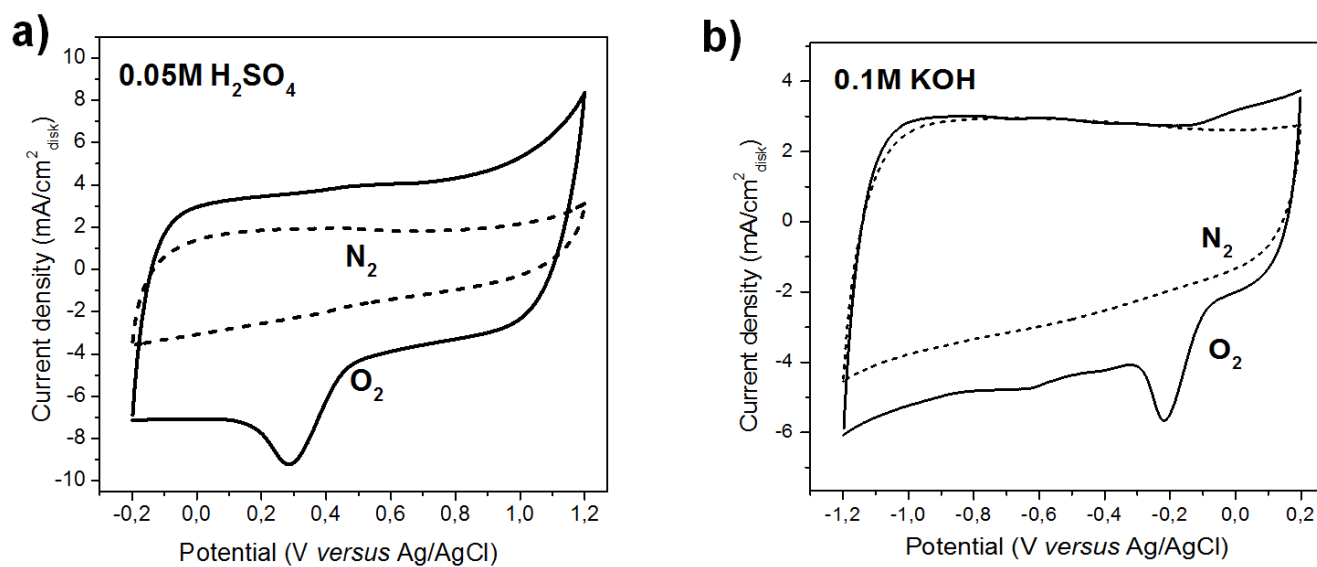 a)
0.05M H₂SO₄
N₂
O₂
Current density (mA/cm²disk)
10
8
6
4
2
0
-2
-4
-6
-8
-10
-0,2 0,0 0,2 0,4 0,6 0,8 1,0 1,2
Potential (V versus Ag/AgCl)
b)
0.1M KOH
N₂
O₂
Current density (mA/cm²disk)
4
2
0
-2
-4
-6
-1,2 -1,0 -0,8 -0,6 -0,4 -0,2 0,0 0,2
Potential (V versus Ag/AgCl)